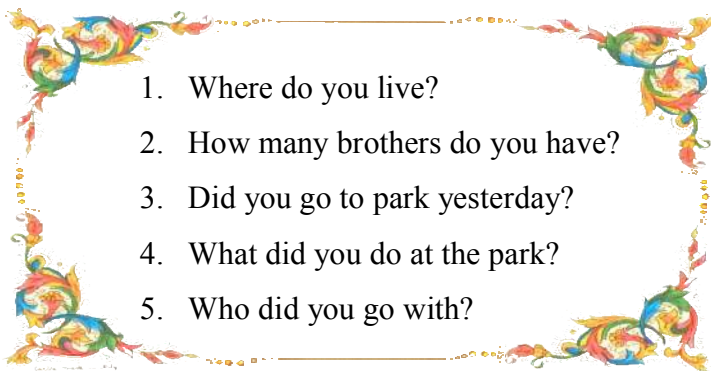 1. Where do you live?
2. How many brothers do you have?
3. Did you go to park yesterday?
4. What did you do at the park?
5. Who did you go with?